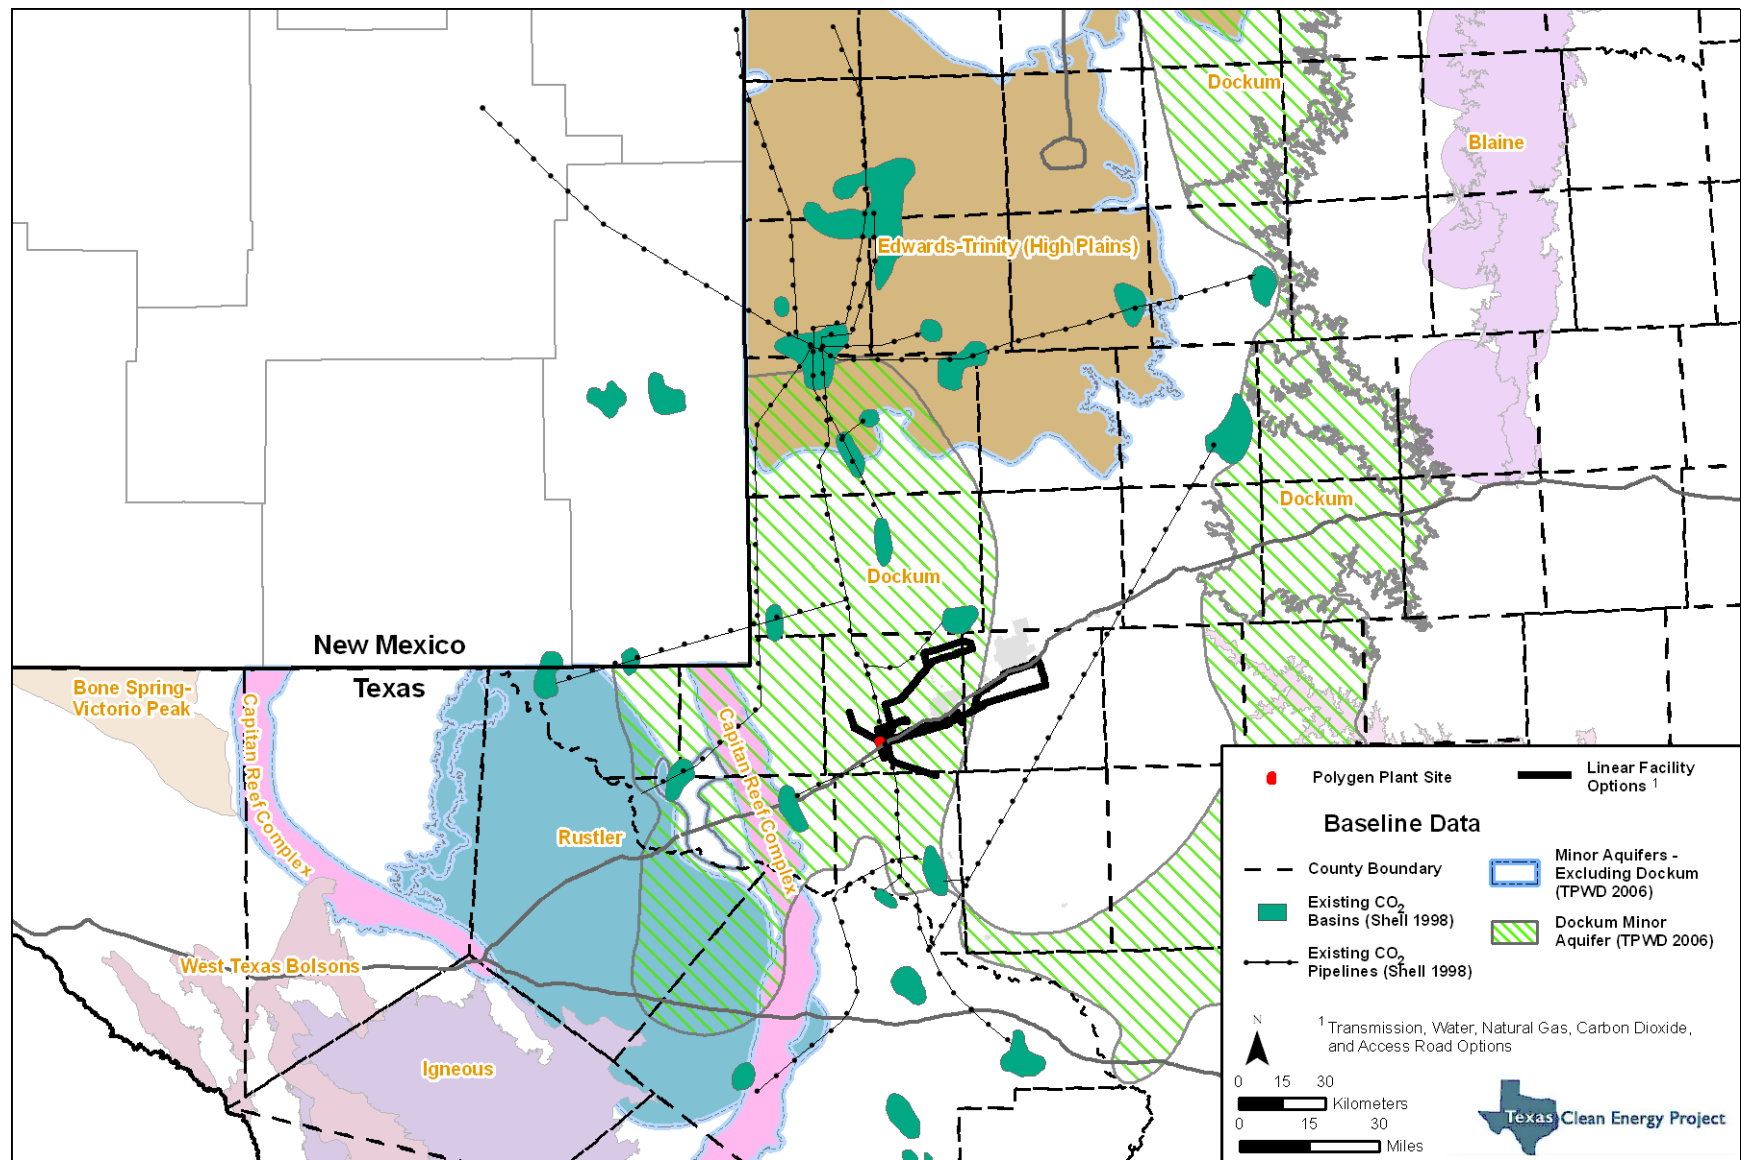 Dockum
Blaine
Edwards-Trinity (High Plains)
Dockum
Dockum
New Mexico
Texas
Bone Spring-
Victorio Peak
Capitan Reef Complex
Capitan Reef Complex
Rustler
West Texas Bolsons
Igneous
Polygen Plant Site
Linear Facility
Options 1
Baseline Data
County Boundary
Existing CO2
Basins (Shell 1998)
Existing CO2
Pipelines (Shell 1998)
Minor Aquifers -
Excluding Dockum
(TPWD 2006)
Dockum Minor
Aquifer (TPWD 2006)
N
1 Transmission, Water, Natural Gas, Carbon Dioxide,
and Access Road Options
0 15 30
Kilometers
0 15 30
Miles
Texas Clean Energy Project